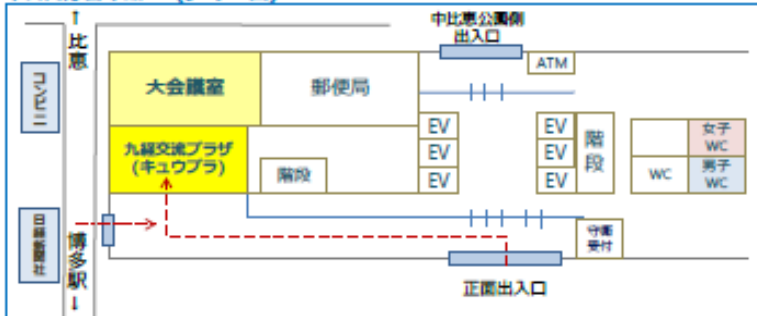 ↑
比恵
コンビニ
日経新聞社
博多駅
↓
大会議室
郵便局
九経交流プラザ
(キュウプラ)
階段
中比恵公園側
出入口
ATM
EV
EV
EV
EV
EV
EV
階段
女子
WC
WC
男子
WC
守衛
受付
正面出入口